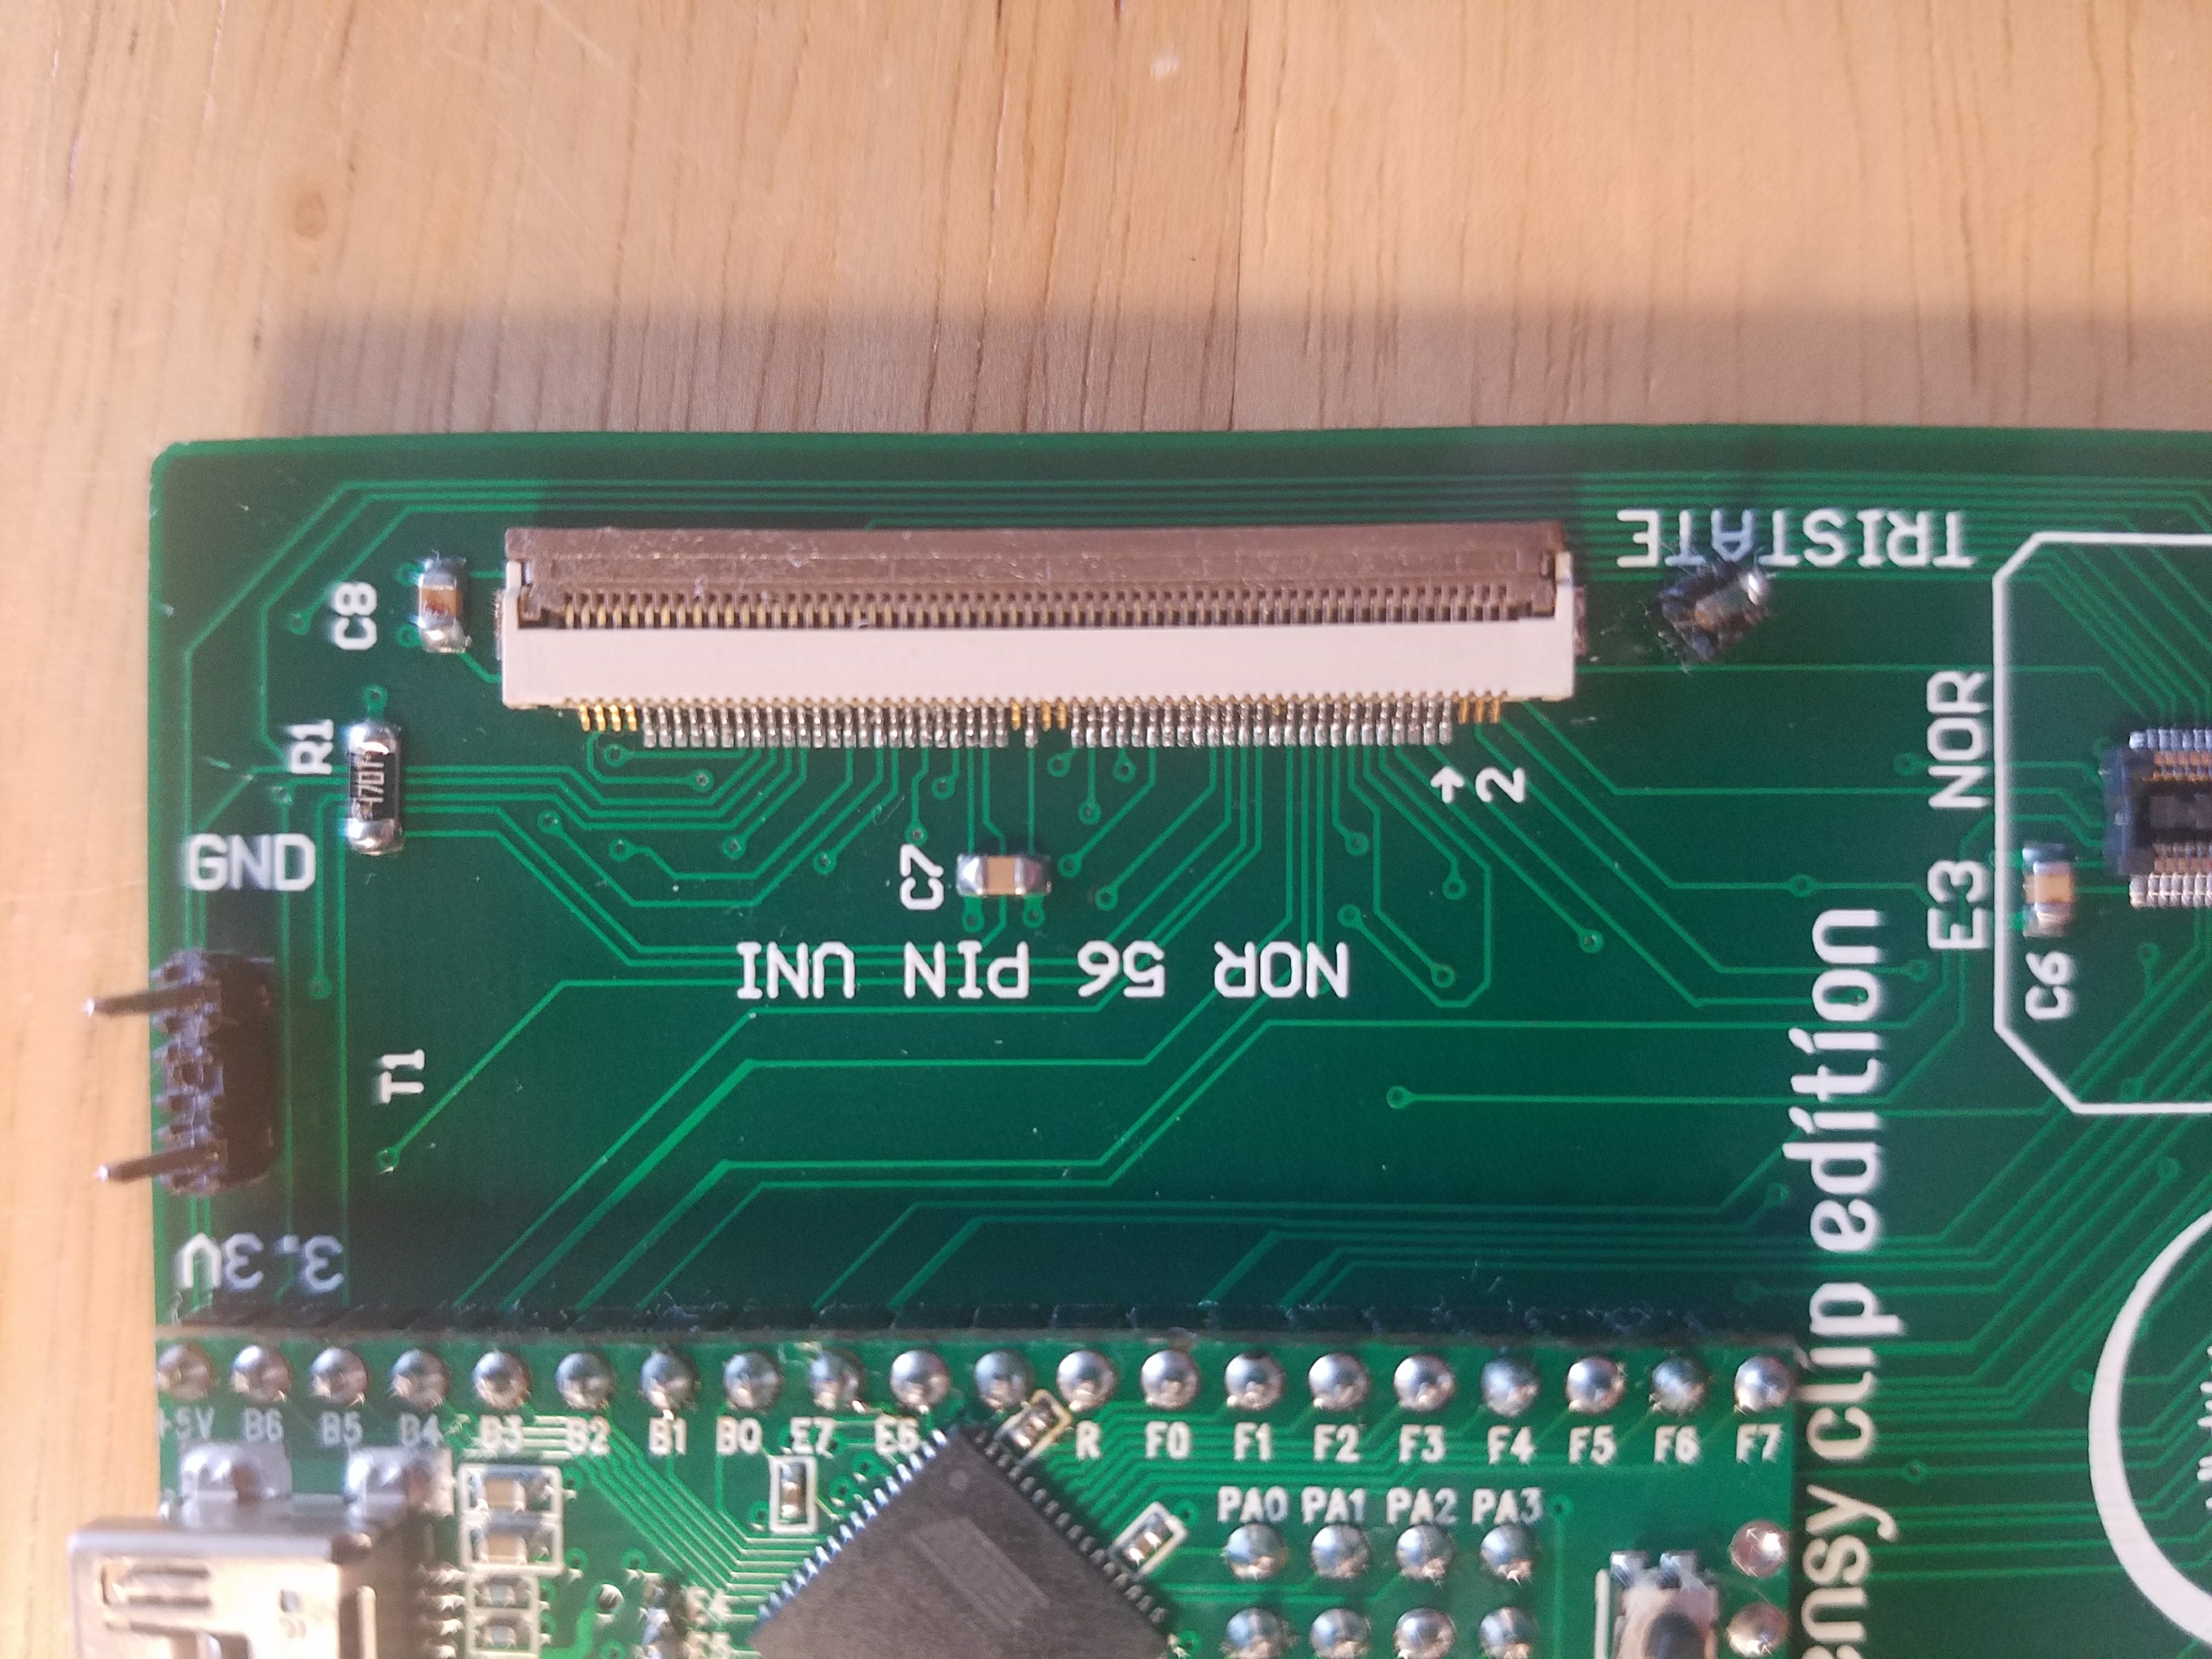 5V
B6
B5
B4
B3
B2
B1
B0
E7
E6
R
F0
F1
F2
F3
F4
F5
F6
F7
PA0 PA1 PA2 PA3
3.3V
GND
T1
R1
C8
NOR 56 PIN UNI
C7
2
TRISTATE
ensy clip edition
E3 NOR
C6